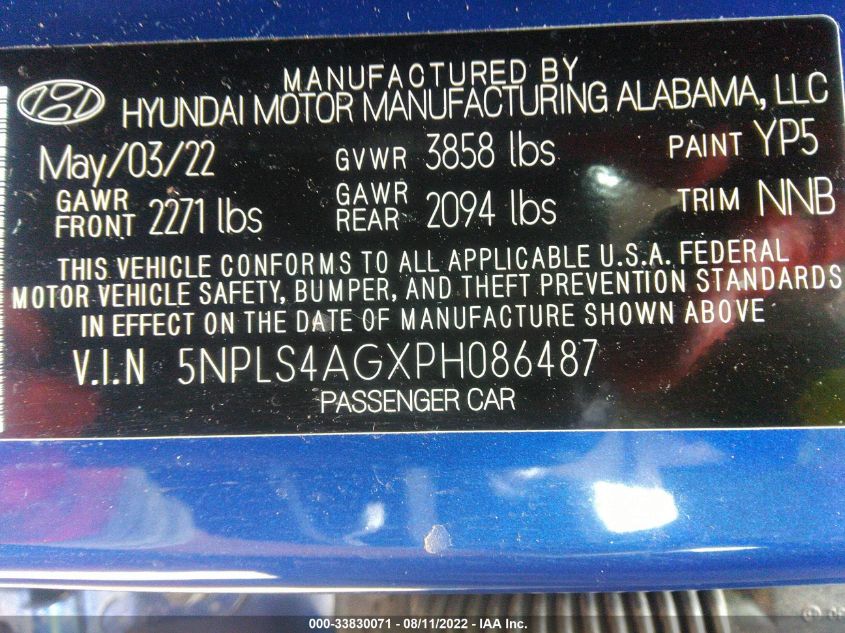 MANUFACTURED BY
HYUNDAI MOTOR MANUFACTURING ALABAMA, LLC
May/03/22 GVWR 3858 lbs PAINT YP5
GAWR FRONT 2271 lbs GAWR REAR 2094 lbs TRIM NNB
THIS VEHICLE CONFORMS TO ALL APPLICABLE U.S.A. FEDERAL
MOTOR VEHICLE SAFETY, BUMPER, AND THEFT PREVENTION STANDARDS
IN EFFECT ON THE DATE OF MANUFACTURE SHOWN ABOVE
V.I.N 5NPLS4AGXPH086487
PASSENGER CAR
000-33830071 - 08/11/2022 - IAA Inc.